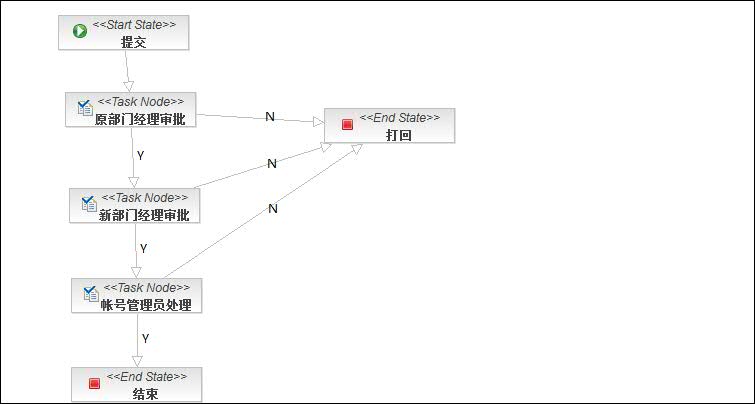 <<Start State>>
提交
<<Task Node>>
原部门经理审批
N
<<End State>>
打回
Y
N
<<Task Node>>
新部门经理审批
N
Y
<<Task Node>>
帐号管理员处理
Y
<<End State>>
结束